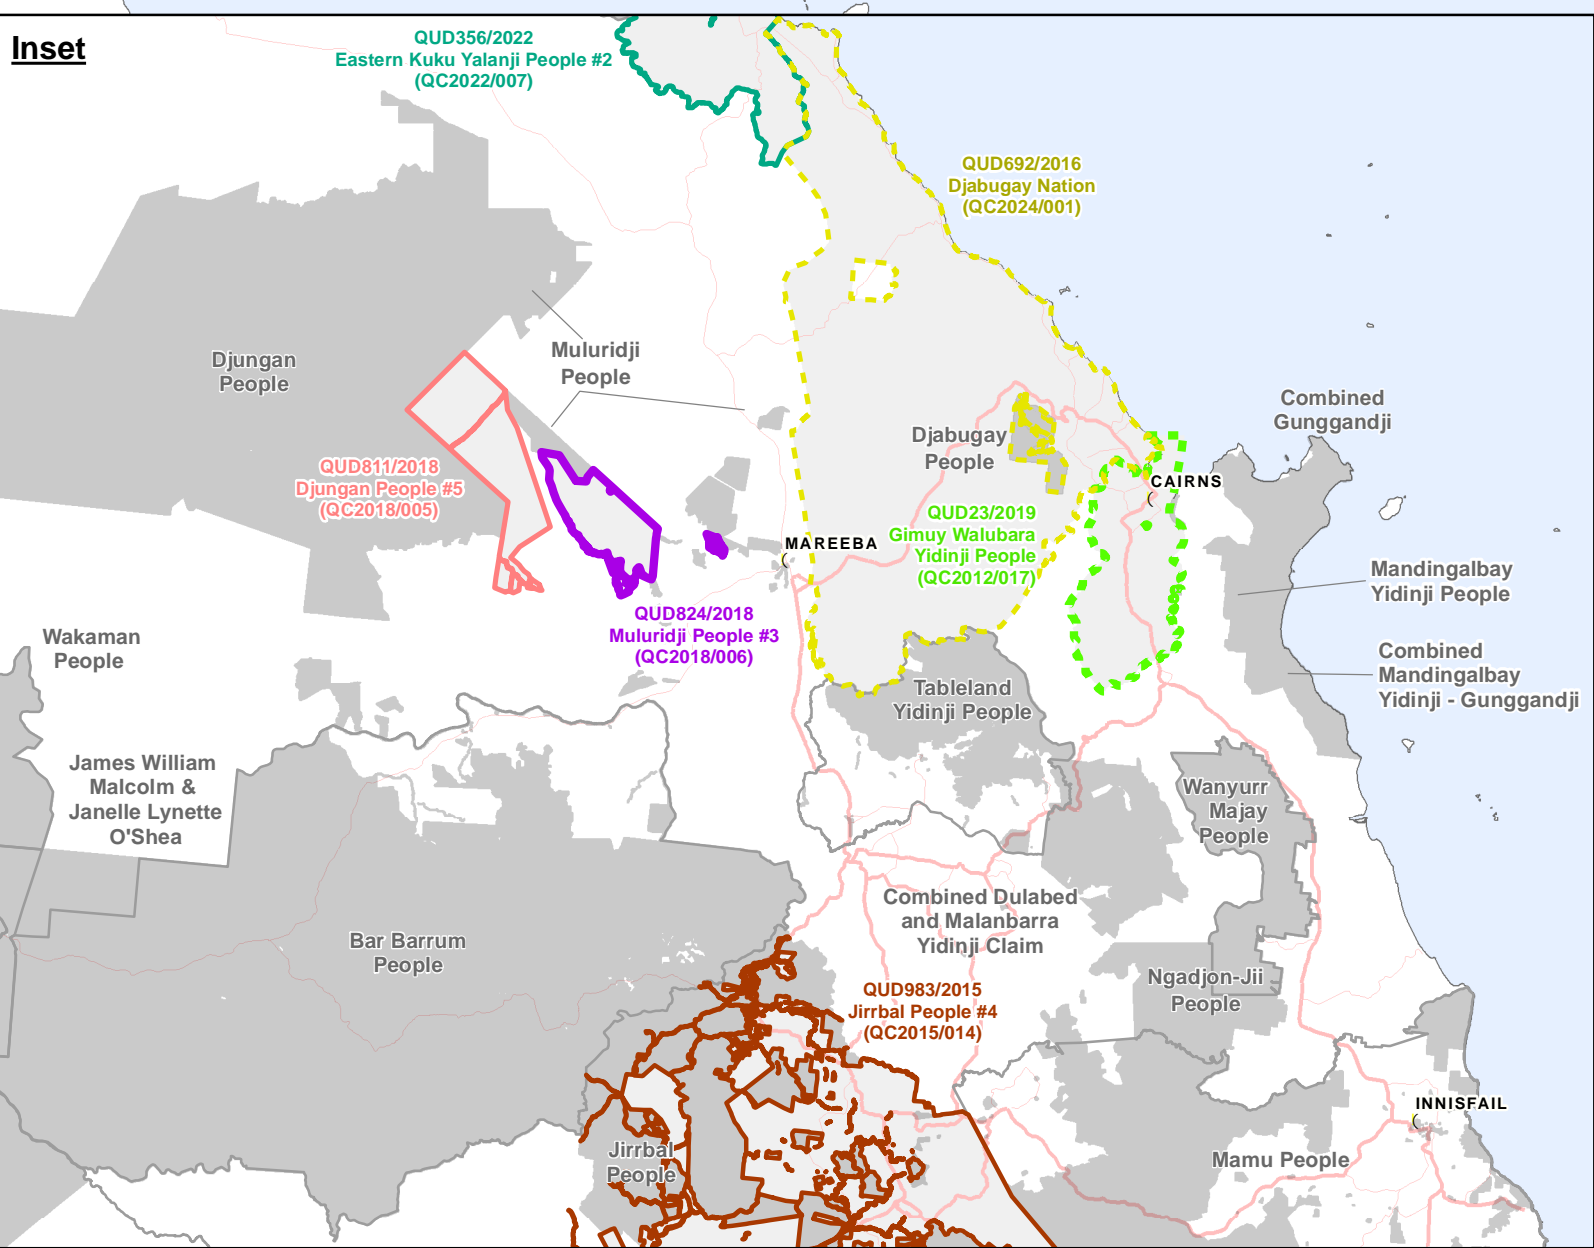 Inset
QUD356/2022
Eastern Kuku Yalanji People #2
(QC2022/007)
QUD692/2016
Djabugay Nation
(QC2024/001)
Djungan
People
Muluridji
People
Combined
Gunggandji
Djabugay
People
QUD811/2018
Djungan People #5
(QC2018/005)
CAIRNS
QUD23/2019
Gimuy Walubara
Yidinji People
(QC2012/017)
MAREEBA
Mandingalbay
Yidinji People
QUD824/2018
Muluridji People #3
(QC2018/006)
Wakaman
People
Combined
Mandingalbay
Yidinji - Gunggandji
Tableland
Yidinji People
James William
Malcolm &
Janelle Lynette
O'Shea
Wanyurr
Majay
People
Combined Dulabed
and Malanbarra
Yidinji Claim
Bar Barrum
People
Ngadjon-Jii
People
QUD983/2015
Jirrbal People #4
(QC2015/014)
INNISFAIL
Jirrbal
People
Mamu People